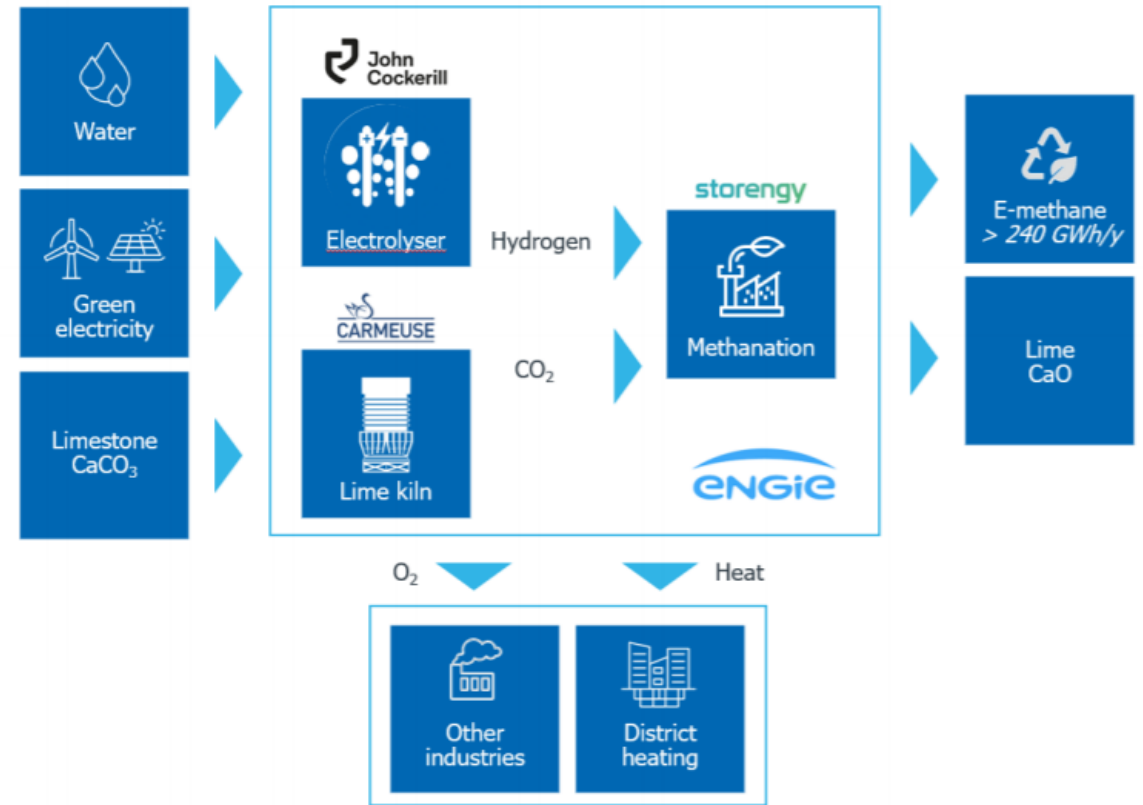 Water
Green
electricity
Limestone
CaCO₃
John
Cockerill
Electrolyser
Hydrogen
CARMEUSE
Lime kiln
CO₂
storengy
Methanation
ENGIE
E-methane
> 240 GWh/y
Lime
CaO
O₂
Heat
Other
industries
District
heating